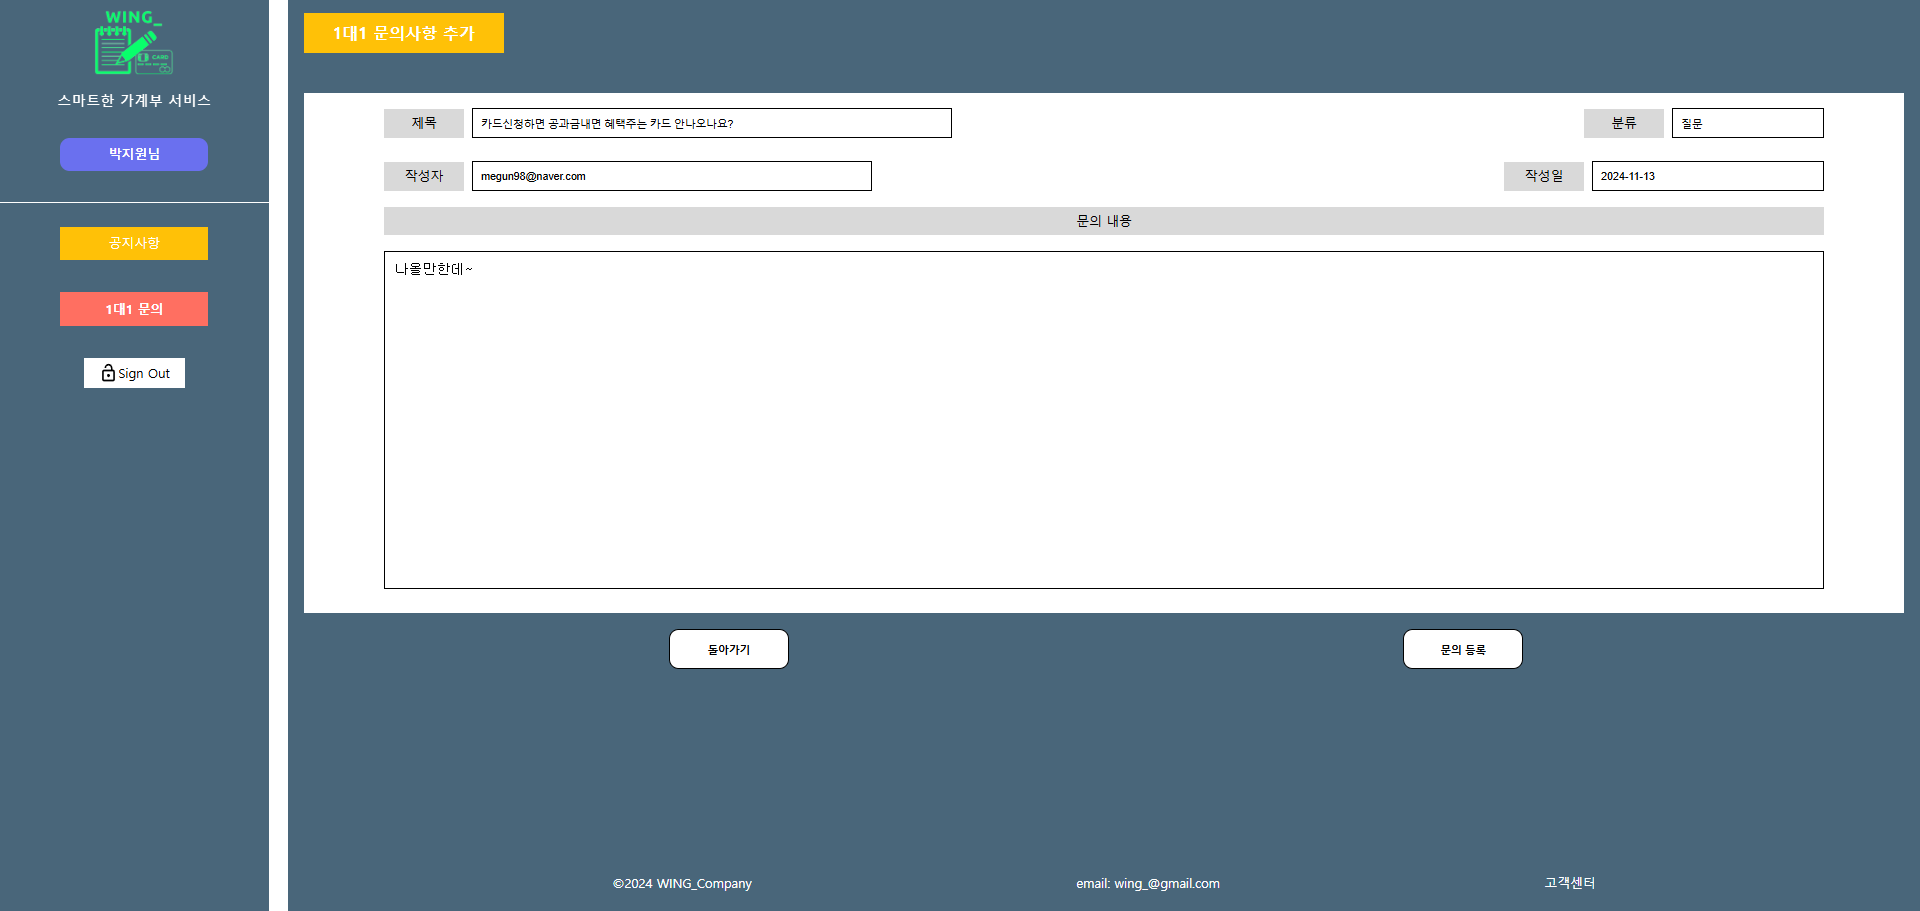 WING_
CARD
스마트한 가계부 서비스
박지원님
공지사항
1대1 문의
Sign Out
1대1 문의사항 추가
제목 카드신청하면 공과금내면 혜택주는 카드 안나오나요? 분류 질문
작성자 megun98@naver.com 작성일 2024-11-13
문의 내용
나올만한데~
돌아가기 문의 등록
©2024 WING_Company email: wing_@gmail.com 고객센터